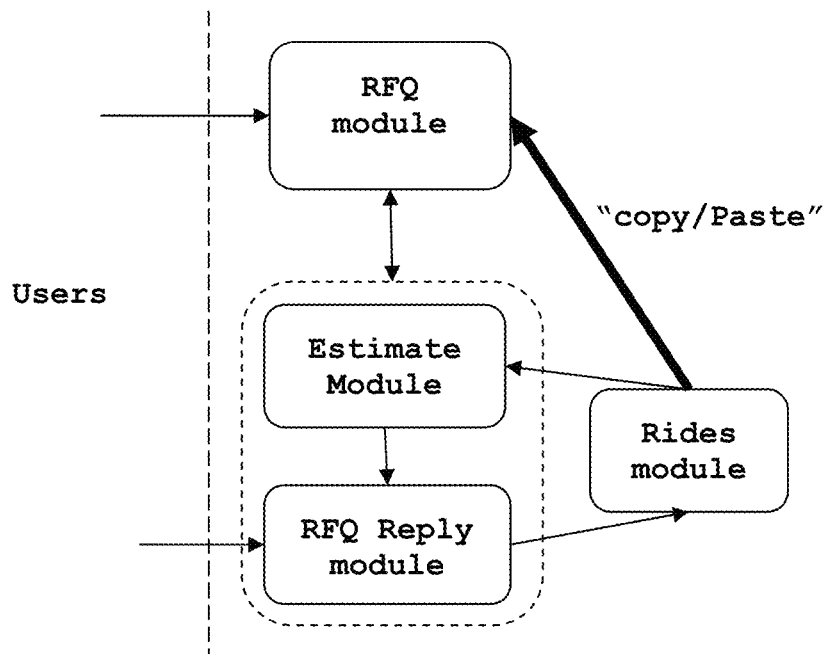 RFQ
module
“copy/Paste”
Users
Estimate
Module
Rides
module
RFQ Reply
module